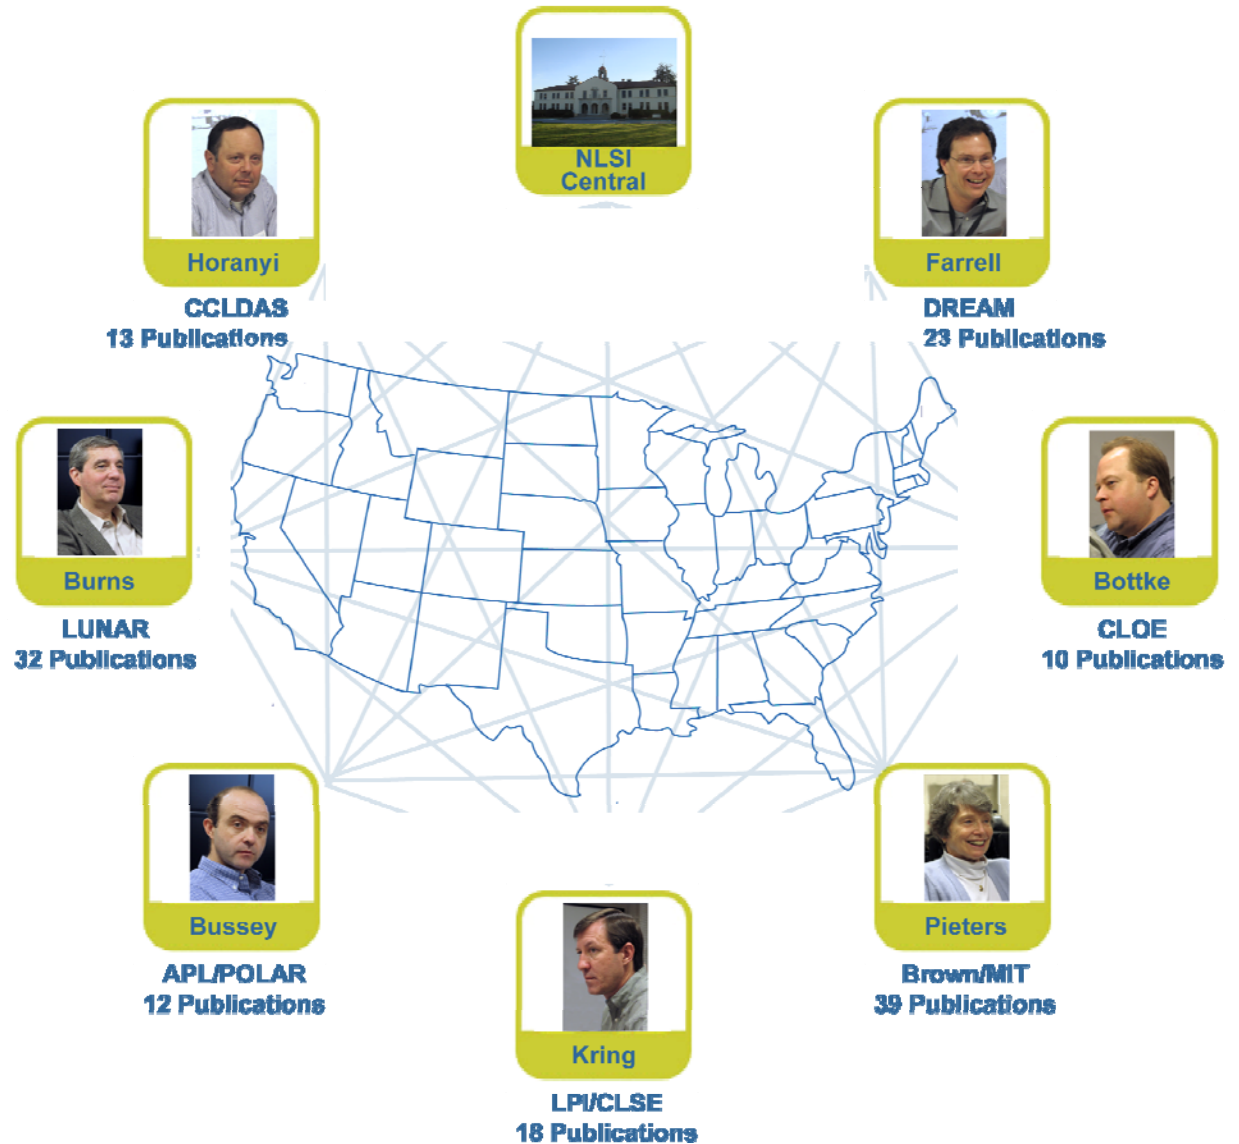 NLSI
Central
Horanyi
CCLDAS
13 Publications
Farrell
DREAM
23 Publications
Burns
LUNAR
32 Publications
Bottke
CLOE
10 Publications
Bussey
APL/POLAR
12 Publications
Pieters
Brown/MIT
39 Publications
Kring
LPI/CLSE
18 Publications